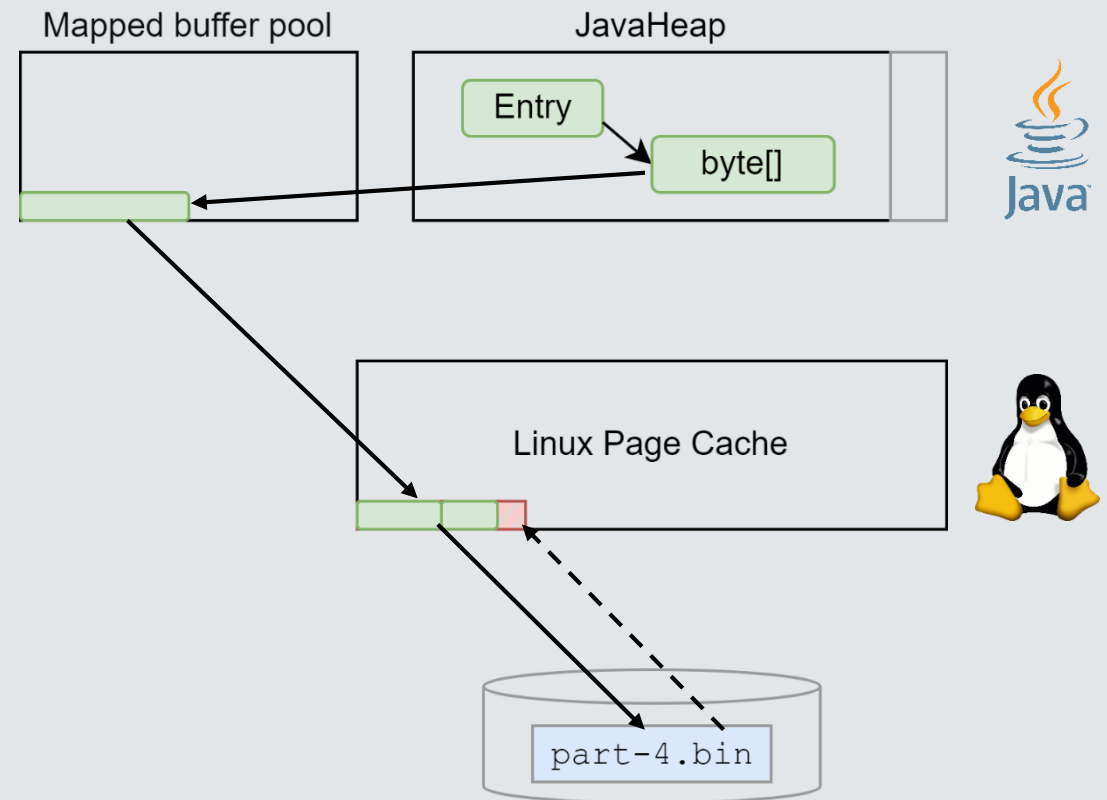 Mapped buffer pool
JavaHeap
Entry
byte[]
Java
Linux Page Cache
part-4.bin